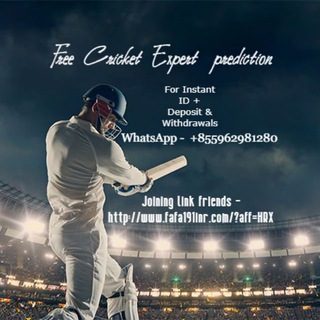 Free Cricket Expert prediction
For Instant
ID +
Deposit &
Withdrawals
WhatsApp - +855962981280
Joining link friends -
http://www.fafa191inr.com/?aff=HRX